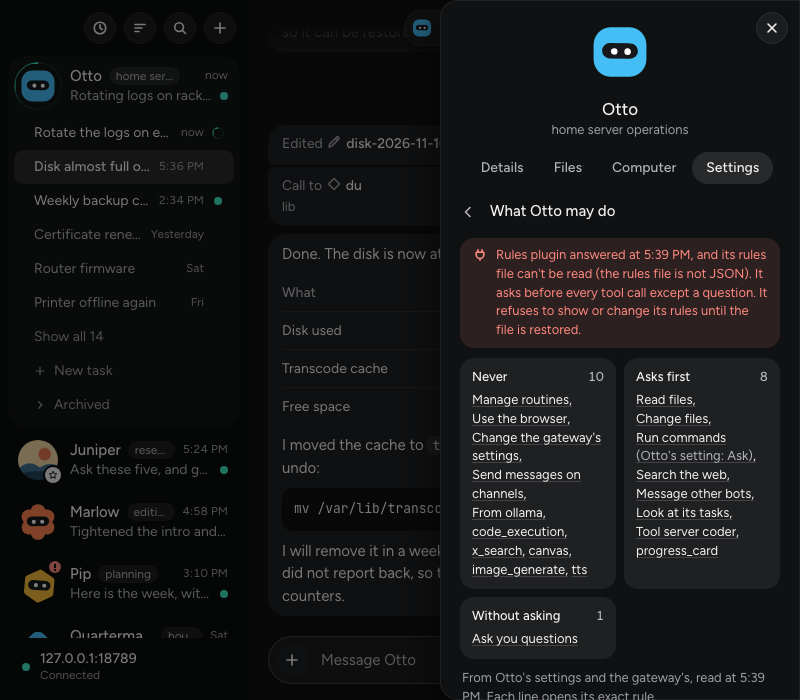 Otto home ser... now
Rotating logs on rack...
Rotate the logs on e... now
Disk almost full o... 5:36 PM
Weekly backup c... 2:34 PM
Certificate rene... Yesterday
Router firmware Sat
Printer offline again Fri
Show all 14
+ New task
Archived
Juniper rese... 5:24 PM
Ask these five, and g...
Marlow editi... 4:58 PM
Tightened the intro and...
Pip planning 3:10 PM
Here is the week, wit...
Quarterma hou... Sat
127.0.0.1:18789
Connected
so it can be restor
Edited disk-2026-11-1
Call to du
lib
Done. The disk is now at
What
Disk used
Transcode cache
Free space
I moved the cache to
undo:
mv /var/lib/transco
I will remove it in a week
did not report back, so t
counters.
+ Message Otto
Otto
home server operations
Details Files Computer Settings
What Otto may do
Rules plugin answered at 5:39 PM, and its rules
file can't be read (the rules file is not JSON). It
asks before every tool call except a question. It
refuses to show or change its rules until the
file is restored.
Never 10
Manage routines,
Use the browser,
Change the gateway's
settings,
Send messages on
channels,
From ollama,
code_execution,
x_search, canvas,
image_generate, tts
Asks first 8
Read files,
Change files,
Run commands
(Otto's setting: Ask),
Search the web,
Message other bots,
Look at its tasks,
Tool server coder,
progress_card
Without asking 1
Ask you questions
From Otto's settings and the gateway's, read at 5:39
PM. Each line opens its exact rule